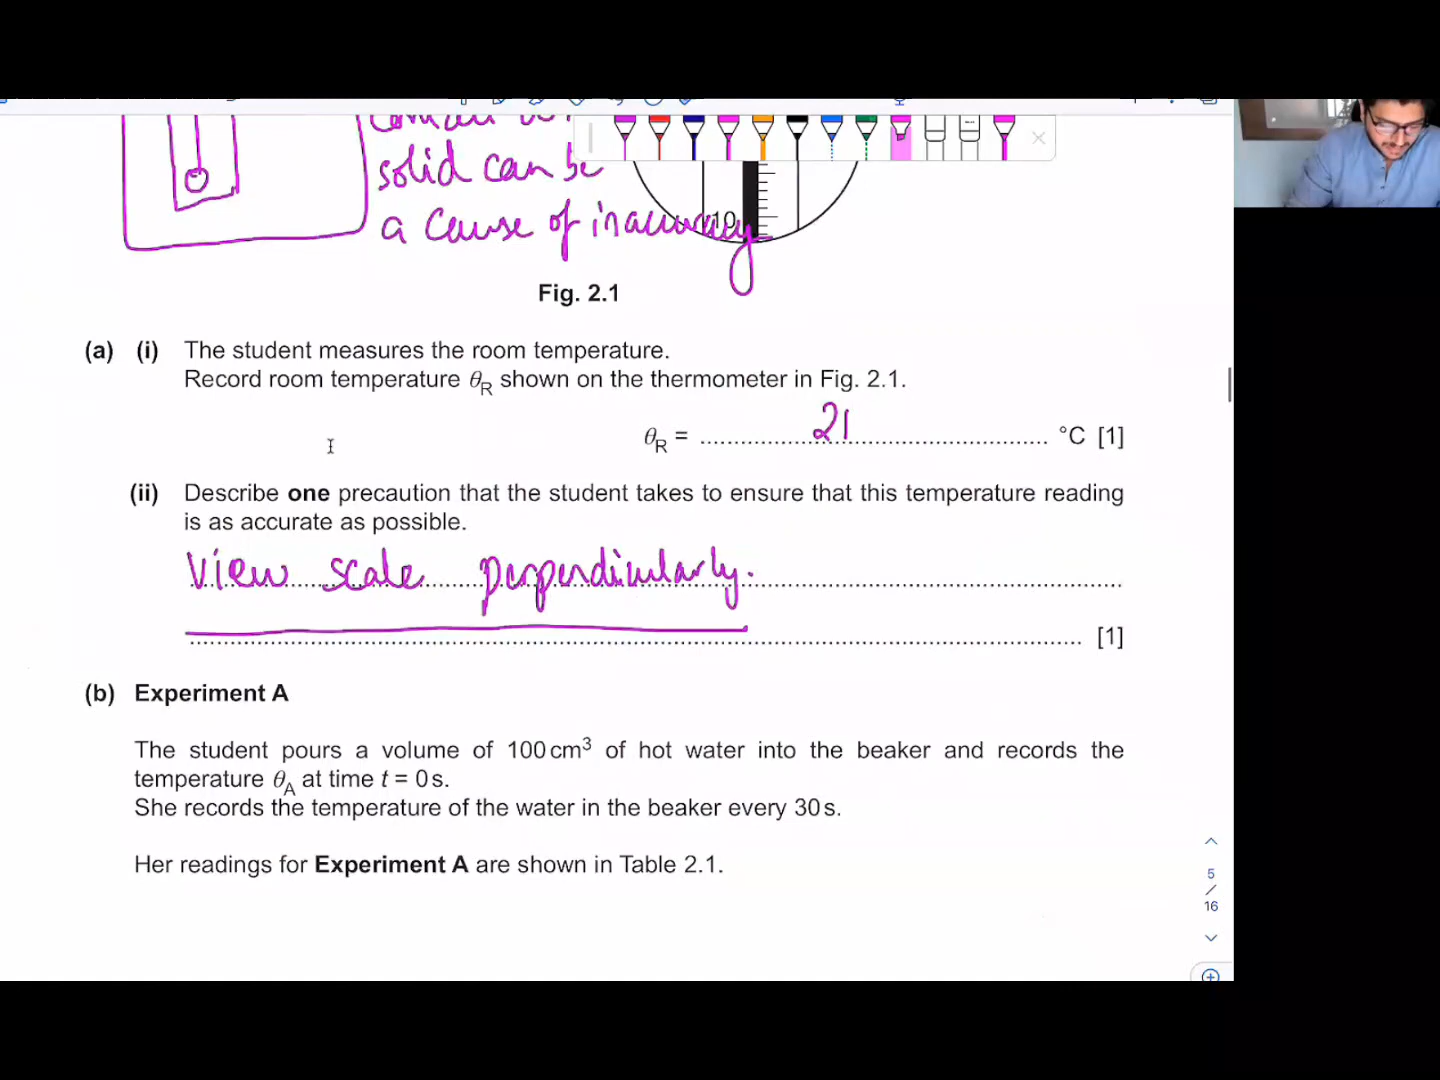 solid can be
a cause of inaccuracy
10
Fig. 2.1
(a) (i) The student measures the room temperature.
Record room temperature θR shown on the thermometer in Fig. 2.1.
θR = 21 °C [1]
(ii) Describe one precaution that the student takes to ensure that this temperature reading
is as accurate as possible.
View scale perpendicularly.
[1]
(b) Experiment A
The student pours a volume of 100 cm³ of hot water into the beaker and records the
temperature θA at time t = 0 s.
She records the temperature of the water in the beaker every 30 s.
Her readings for Experiment A are shown in Table 2.1.
5
/
16